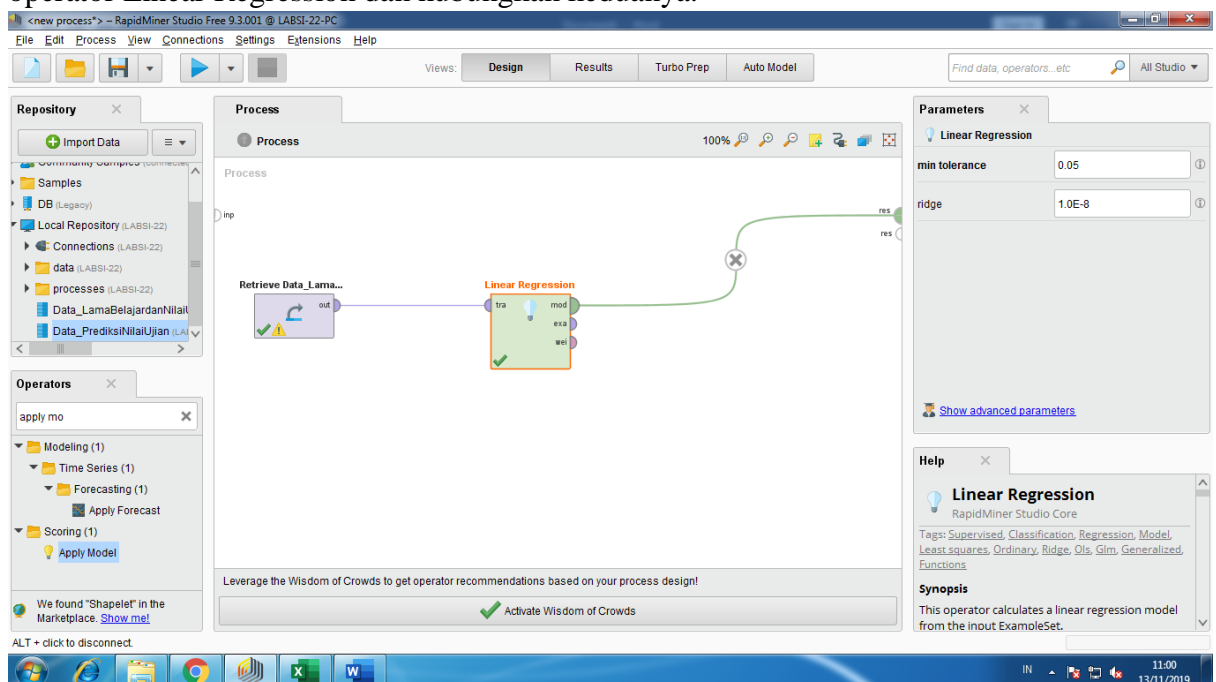 operator Linear Regression dan hubungkan keduanya.
<new process*> – RapidMiner Studio Free 9.3.001 @ LABSI-22-PC
File Edit Process View Connections Settings Extensions Help
Views: Design Results Turbo Prep Auto Model Find data, operators...etc All Studio
Repository
Import Data
Community Samples (connected)
Samples
DB (Legacy)
Local Repository (LABSI-22)
Connections (LABSI-22)
data (LABSI-22)
processes (LABSI-22)
Data_LamaBelajardanNilaiU
Data_PrediksiNilaiUjian (LA
Operators
apply mo
Modeling (1)
Time Series (1)
Forecasting (1)
Apply Forecast
Scoring (1)
Apply Model
We found "Shapelet" in the
Marketplace. Show me!
Process
Process
100%
Process
inp
res
res
Retrieve Data_Lama...
out
Linear Regression
tra mod
exa
wei
Leverage the Wisdom of Crowds to get operator recommendations based on your process design!
Activate Wisdom of Crowds
Parameters
Linear Regression
min tolerance 0.05
ridge 1.0E-8
Show advanced parameters
Help
Linear Regression
RapidMiner Studio Core
Tags: Supervised, Classification, Regression, Model,
Least squares, Ordinary, Ridge, Ols, Glm, Generalized,
Functions
Synopsis
This operator calculates a linear regression model
from the input ExampleSet.
ALT + click to disconnect.
IN
11:00
13/11/2019